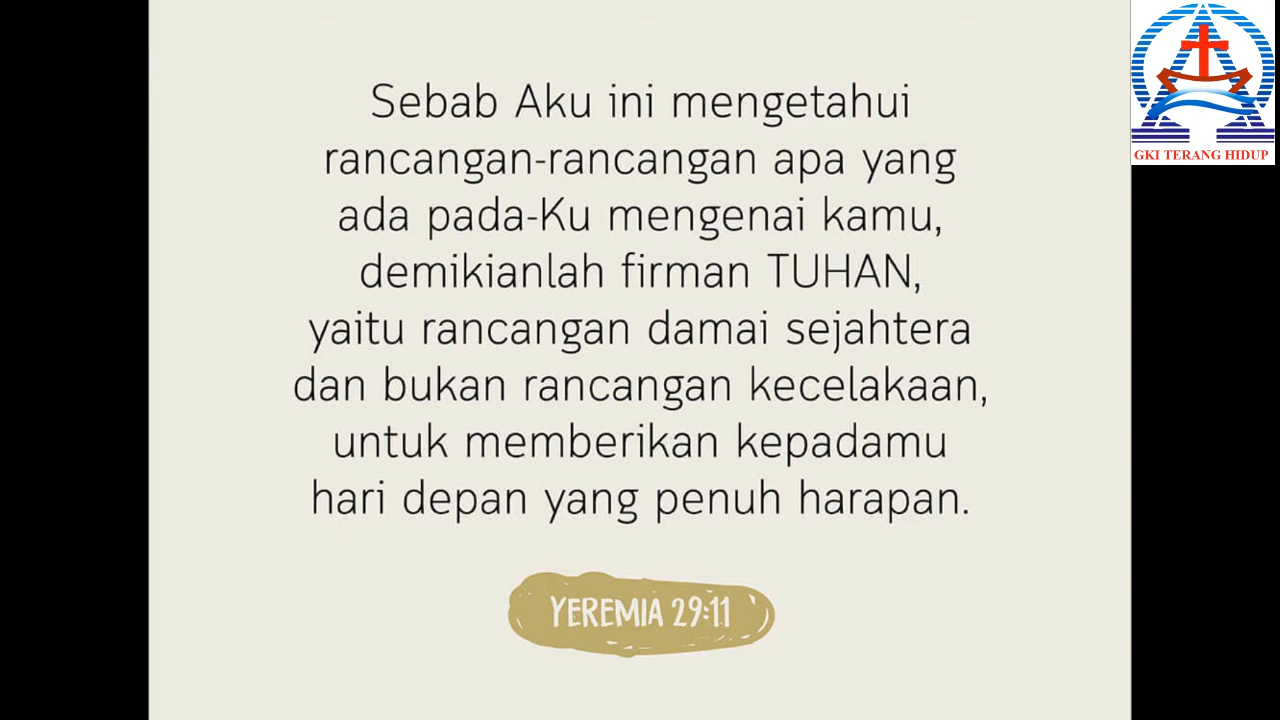 Sebab Aku ini mengetahui
rancangan-rancangan apa yang
ada pada-Ku mengenai kamu,
demikianlah firman TUHAN,
yaitu rancangan damai sejahtera
dan bukan rancangan kecelakaan,
untuk memberikan kepadamu
hari depan yang penuh harapan.
YEREMIA 29:11
GKI TERANG HIDUP